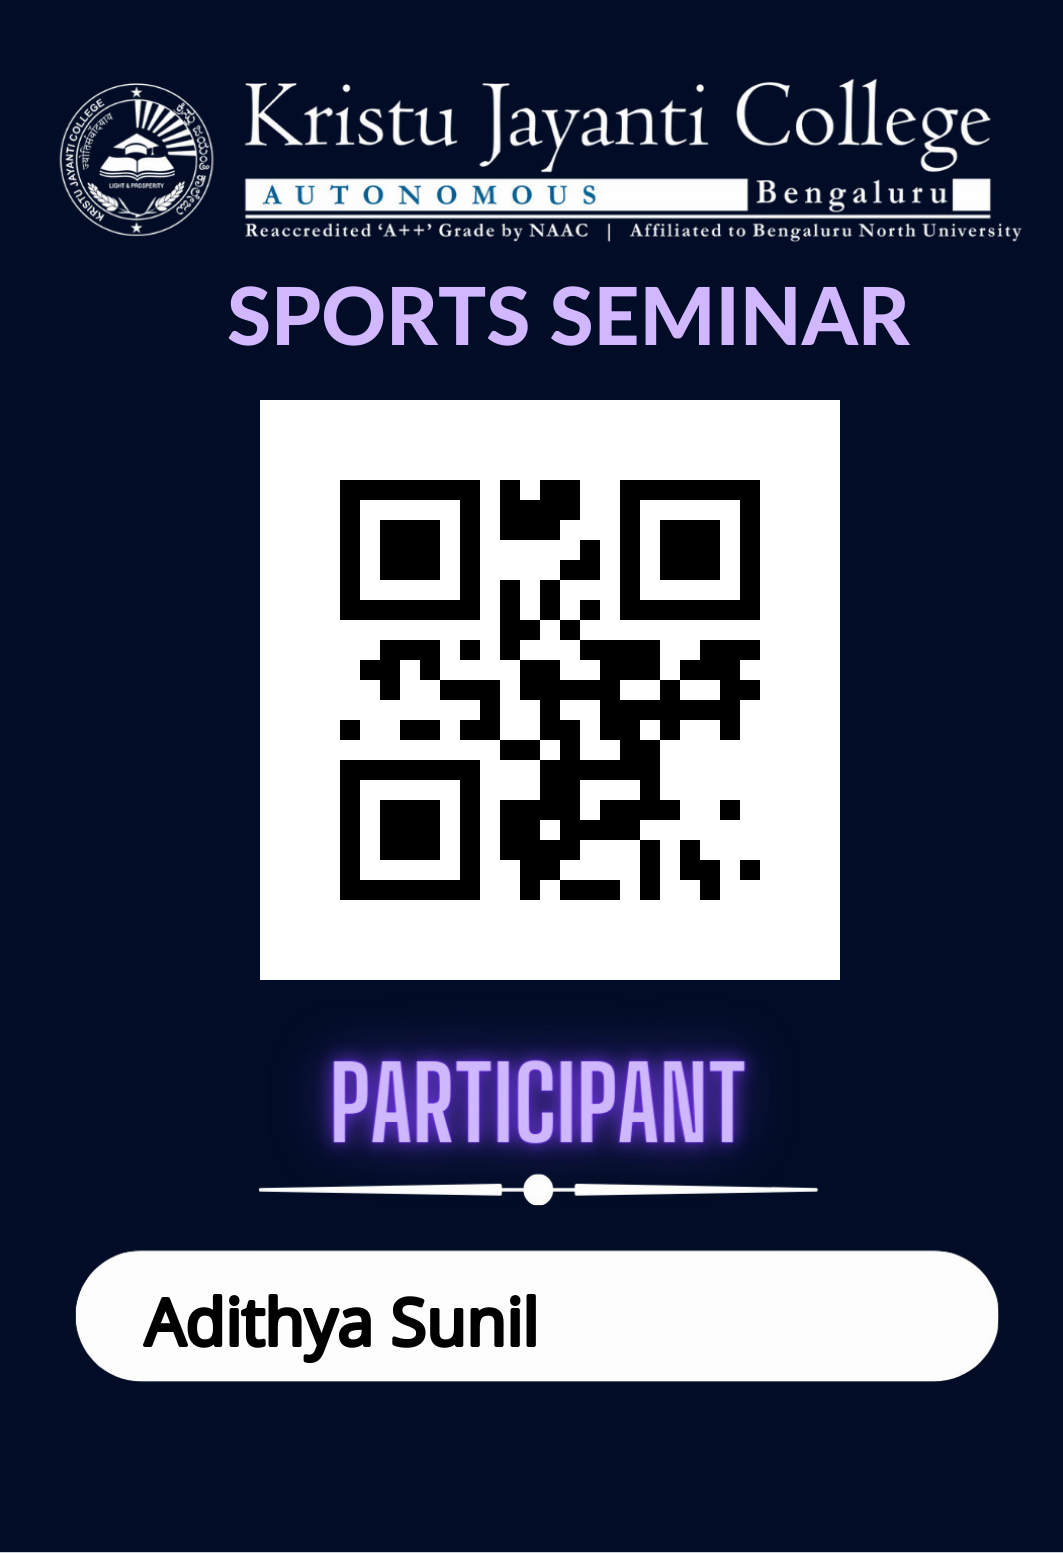 KRISTU JAYANTI COLLEGE
ಕ್ರಿಸ್ತು ಜಯಂತಿ ಕಾಲೇಜು
LIGHT & PROSPERITY
Kristu Jayanti College
AUTONOMOUS Bengaluru
Reaccredited ‘A++’ Grade by NAAC | Affiliated to Bengaluru North University
SPORTS SEMINAR
PARTICIPANT
Adithya Sunil